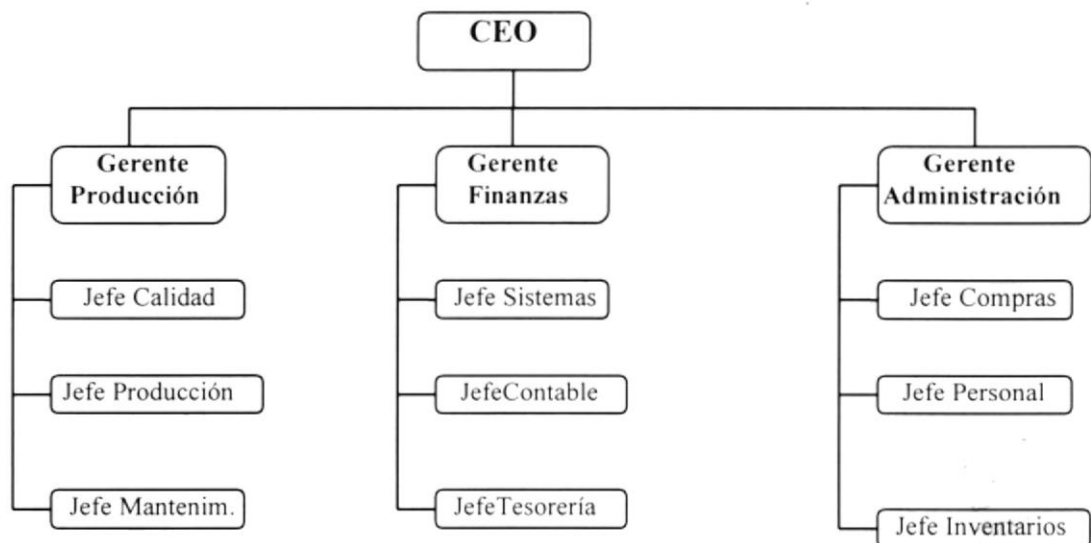 CEO
Gerente
Producción
Gerente
Finanzas
Gerente
Administración
Jefe Calidad
Jefe Sistemas
Jefe Compras
Jefe Producción
JefeContable
Jefe Personal
Jefe Mantenim.
JefeTesorería
Jefe Inventarios